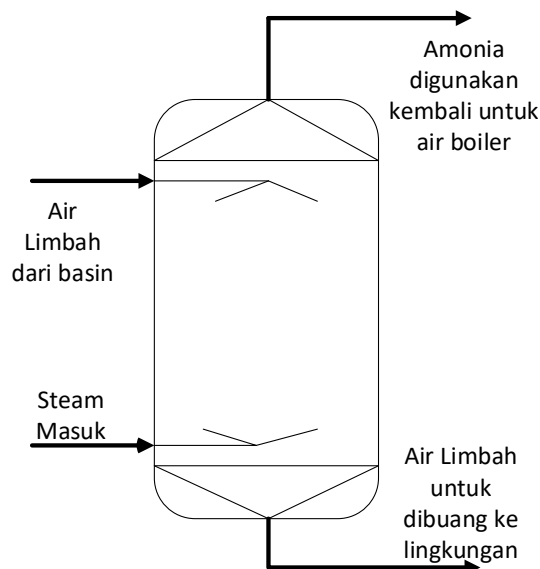 Amonia
digunakan
kembali untuk
air boiler
Air
Limbah
dari basin
Steam
Masuk
Air Limbah
untuk
dibuang ke
lingkungan